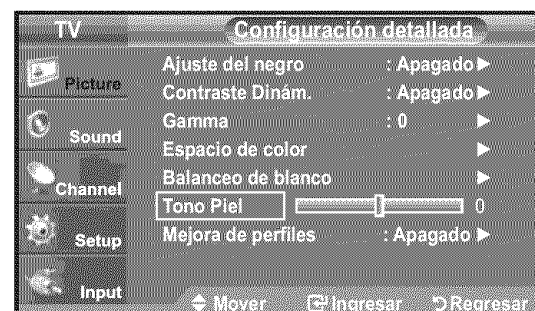 TV
Configuración detallada
Picture
Sound
Channel
Setup
Input
Ajuste del negro : Apagado ►
Contraste Dinám. : Apagado ►
Gamma : 0 ►
Espacio de color ►
Balanceo de blanco ►
Tono Piel 0
Mejora de perfiles : Apagado ►
Mover Ingresar Regresar